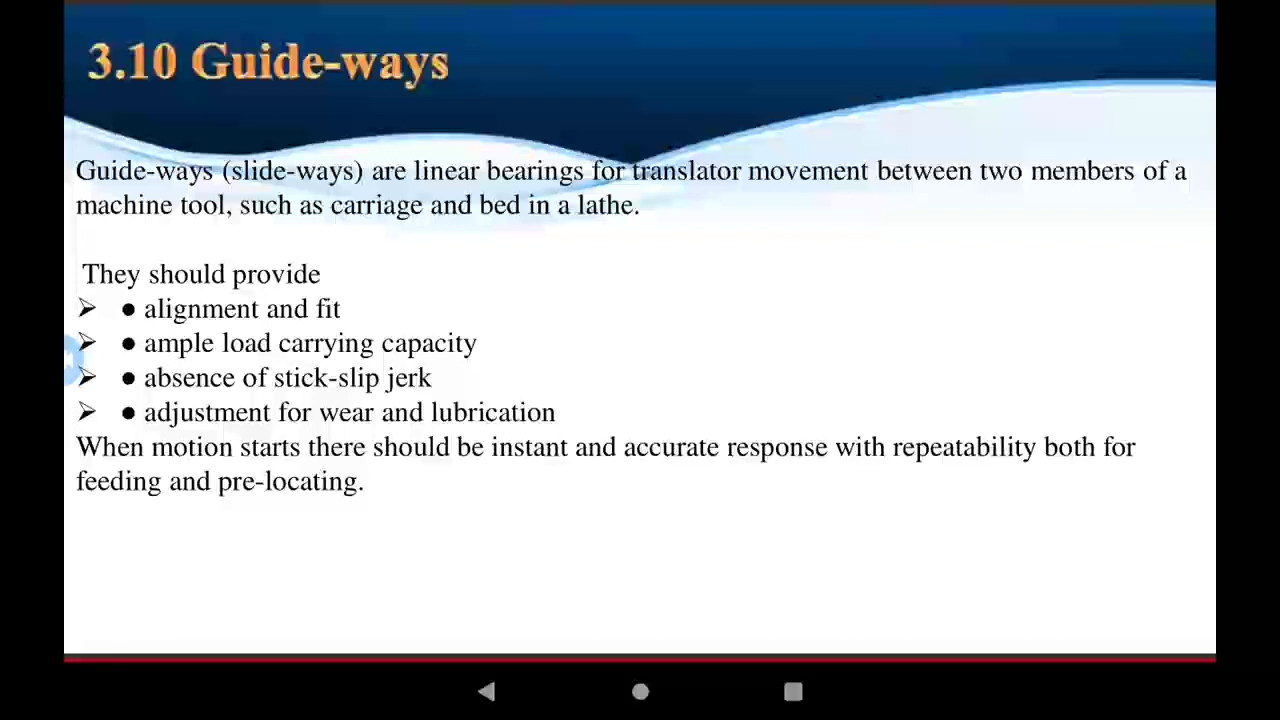 3.10 Guide-ways
Guide-ways (slide-ways) are linear bearings for translator movement between two members of a
machine tool, such as carriage and bed in a lathe.
They should provide
➢ ● alignment and fit
➢ ● ample load carrying capacity
➢ ● absence of stick-slip jerk
➢ ● adjustment for wear and lubrication
When motion starts there should be instant and accurate response with repeatability both for
feeding and pre-locating.